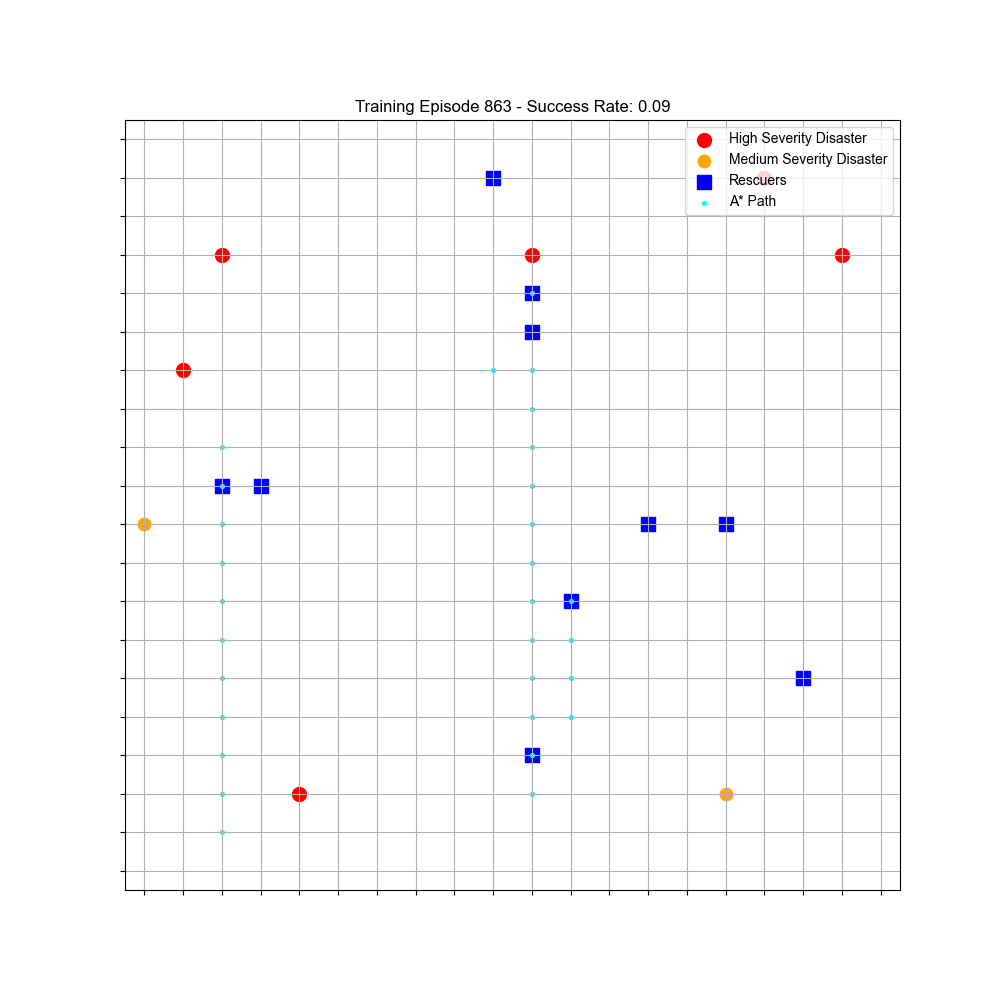 Training Episode 863 - Success Rate: 0.09
High Severity Disaster
Medium Severity Disaster
Rescuers
A* Path